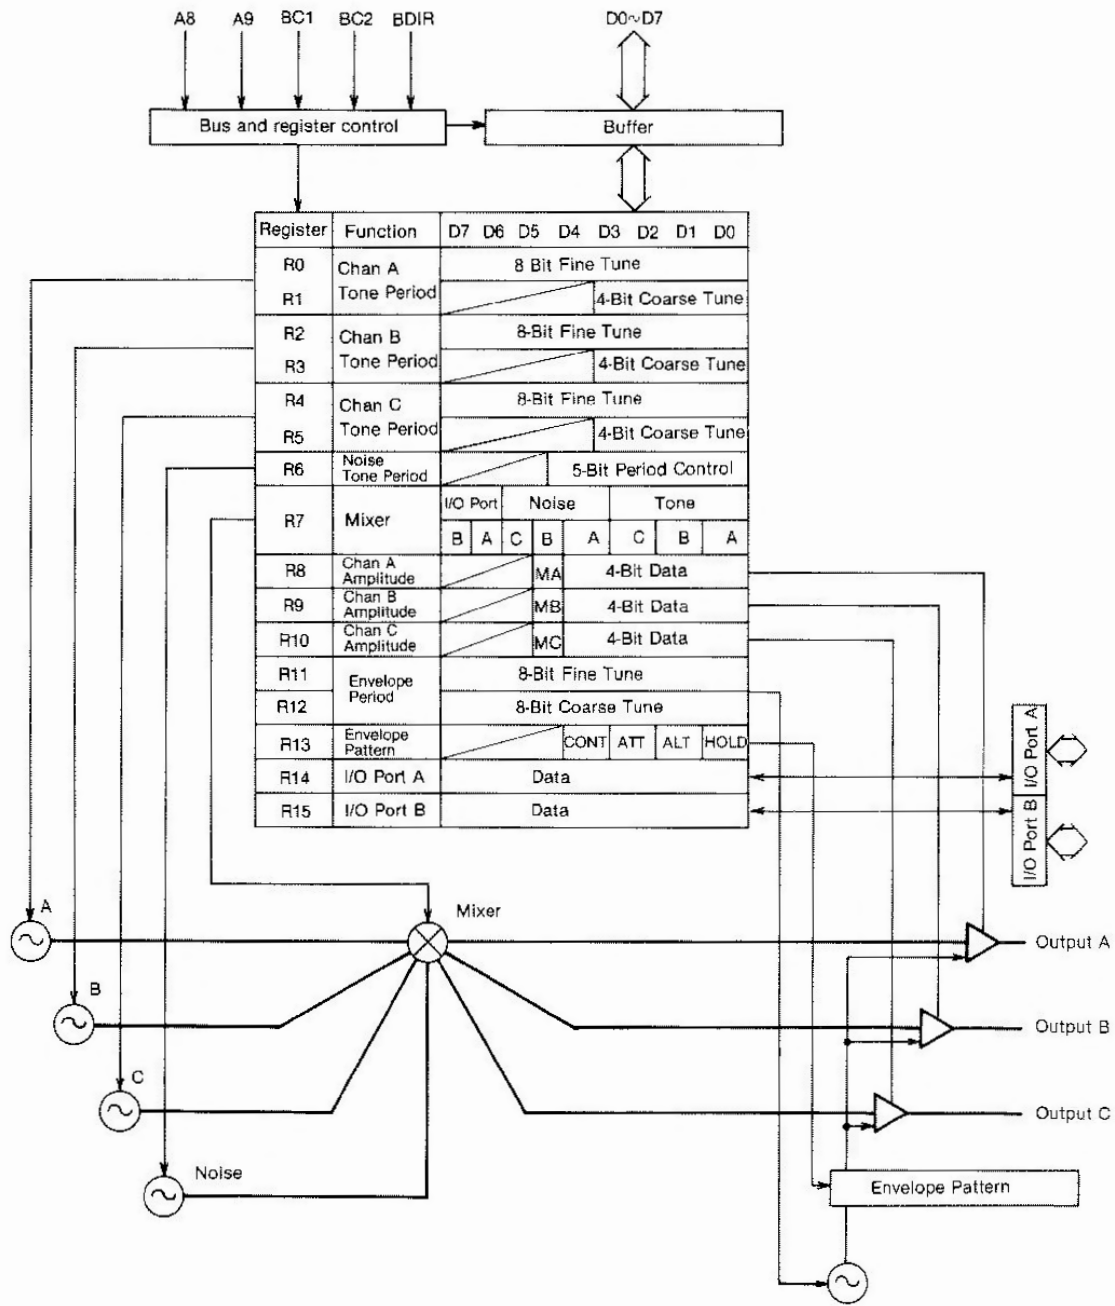 A8 A9 BC1 BC2 BDIR D0~D7
Bus and register control Buffer
Register Function D7 D6 D5 D4 D3 D2 D1 D0
R0 Chan A 8 Bit Fine Tune
R1 Tone Period 4-Bit Coarse Tune
R2 Chan B 8-Bit Fine Tune
R3 Tone Period 4-Bit Coarse Tune
R4 Chan C 8-Bit Fine Tune
R5 Tone Period 4-Bit Coarse Tune
R6 Noise Tone Period 5-Bit Period Control
I/O Port Noise Tone
R7 Mixer
B A C B A C B A
R8 Chan A Amplitude MA 4-Bit Data
R9 Chan B Amplitude MB 4-Bit Data
R10 Chan C Amplitude MC 4-Bit Data
R11 Envelope 8-Bit Fine Tune
R12 Period 8-Bit Coarse Tune
R13 Envelope Pattern CONT ATT ALT HOLD
R14 I/O Port A Data
R15 I/O Port B Data
I/O Port A
I/O Port B
A Mixer
Output A
B
Output B
C
Output C
Noise
Envelope Pattern